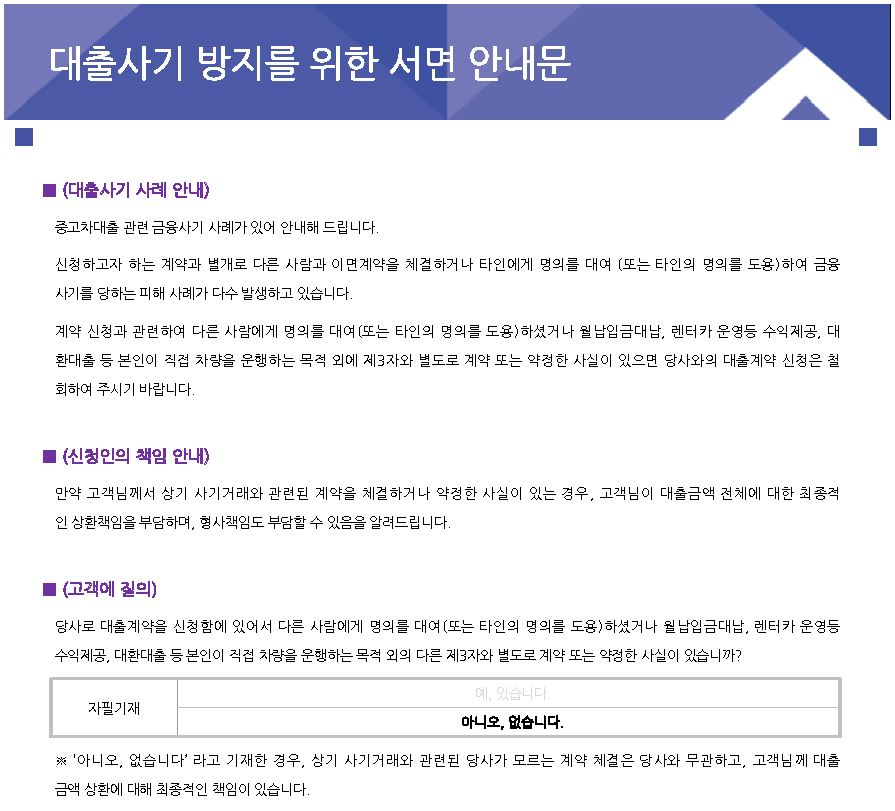 대출사기 방지를 위한 서면 안내문
■ (대출사기 사례 안내)
중고차대출 관련 금융사기 사례가 있어 안내해 드립니다.
신청하고자 하는 계약과 별개로 다른 사람과 이면계약을 체결하거나 타인에게 명의를 대여 (또는 타인의 명의를 도용)하여 금융
사기를 당하는 피해 사례가 다수 발생하고 있습니다.
계약 신청과 관련하여 다른 사람에게 명의를 대여(또는 타인의 명의를 도용)하셨거나 월납입금대납, 렌터카 운영등 수익제공, 대
환대출 등 본인이 직접 차량을 운행하는 목적 외에 제3자와 별도로 계약 또는 약정한 사실이 있으면 당사와의 대출계약 신청은 철
회하여 주시기 바랍니다.
■ (신청인의 책임 안내)
만약 고객님께서 상기 사기거래와 관련된 계약을 체결하거나 약정한 사실이 있는 경우, 고객님이 대출금액 전체에 대한 최종적
인 상환책임을 부담하며, 형사책임도 부담할 수 있음을 알려드립니다.
■ (고객에 질의)
당사로 대출계약을 신청함에 있어서 다른 사람에게 명의를 대여(또는 타인의 명의를 도용)하셨거나 월납입금대납, 렌터카 운영등
수익제공, 대환대출 등 본인이 직접 차량을 운행하는 목적 외의 다른 제3자와 별도로 계약 또는 약정한 사실이 있습니까?
자필기재
예, 있습니다
아니오, 없습니다.
※ '아니오, 없습니다' 라고 기재한 경우, 상기 사기거래와 관련된 당사가 모르는 계약 체결은 당사와 무관하고, 고객님께 대출
금액 상환에 대해 최종적인 책임이 있습니다.